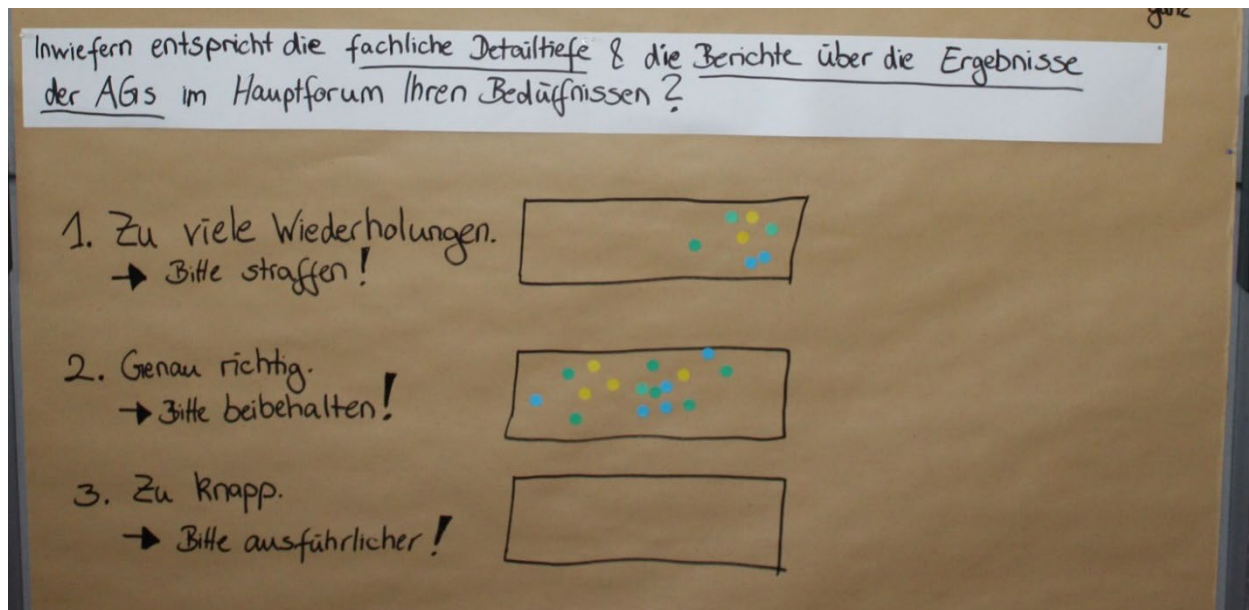 ganz
Inwiefern entspricht die fachliche Detailtiefe & die Berichte über die Ergebnisse
der AGs im Hauptforum Ihren Bedürfnissen?
1. Zu viele Wiederholungen.
→ Bitte straffen!
2. Genau richtig.
→ Bitte beibehalten!
3. Zu knapp.
→ Bitte ausführlicher!